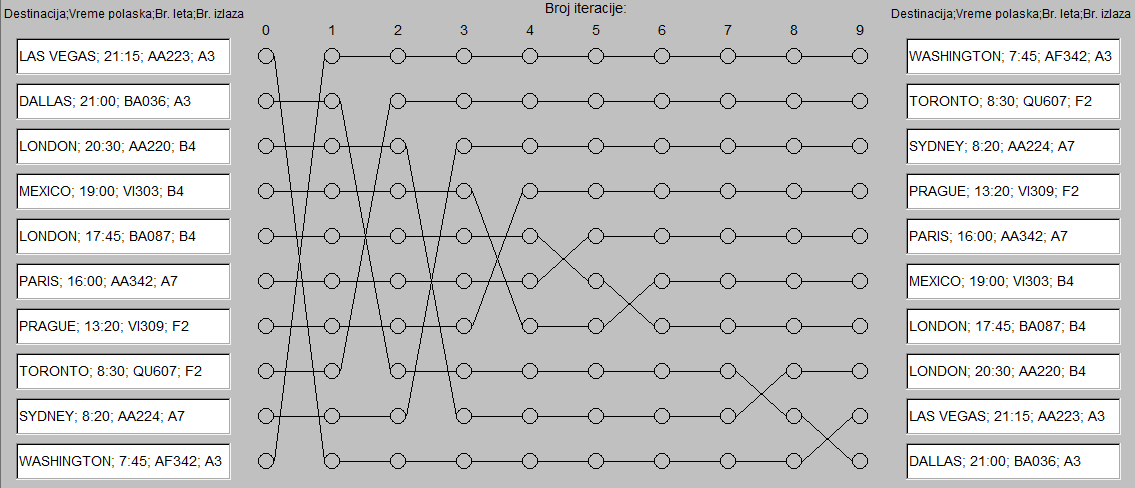 Broj iteracije:
Destinacija;Vreme polaska;Br. leta;Br. izlaza
Destinacija;Vreme polaska;Br. leta;Br. izlaza
0 1 2 3 4 5 6 7 8 9
LAS VEGAS; 21:15; AA223; A3
WASHINGTON; 7:45; AF342; A3
DALLAS; 21:00; BA036; A3
TORONTO; 8:30; QU607; F2
LONDON; 20:30; AA220; B4
SYDNEY; 8:20; AA224; A7
MEXICO; 19:00; VI303; B4
PRAGUE; 13:20; VI309; F2
LONDON; 17:45; BA087; B4
PARIS; 16:00; AA342; A7
PARIS; 16:00; AA342; A7
MEXICO; 19:00; VI303; B4
PRAGUE; 13:20; VI309; F2
LONDON; 17:45; BA087; B4
TORONTO; 8:30; QU607; F2
LONDON; 20:30; AA220; B4
SYDNEY; 8:20; AA224; A7
LAS VEGAS; 21:15; AA223; A3
WASHINGTON; 7:45; AF342; A3
DALLAS; 21:00; BA036; A3